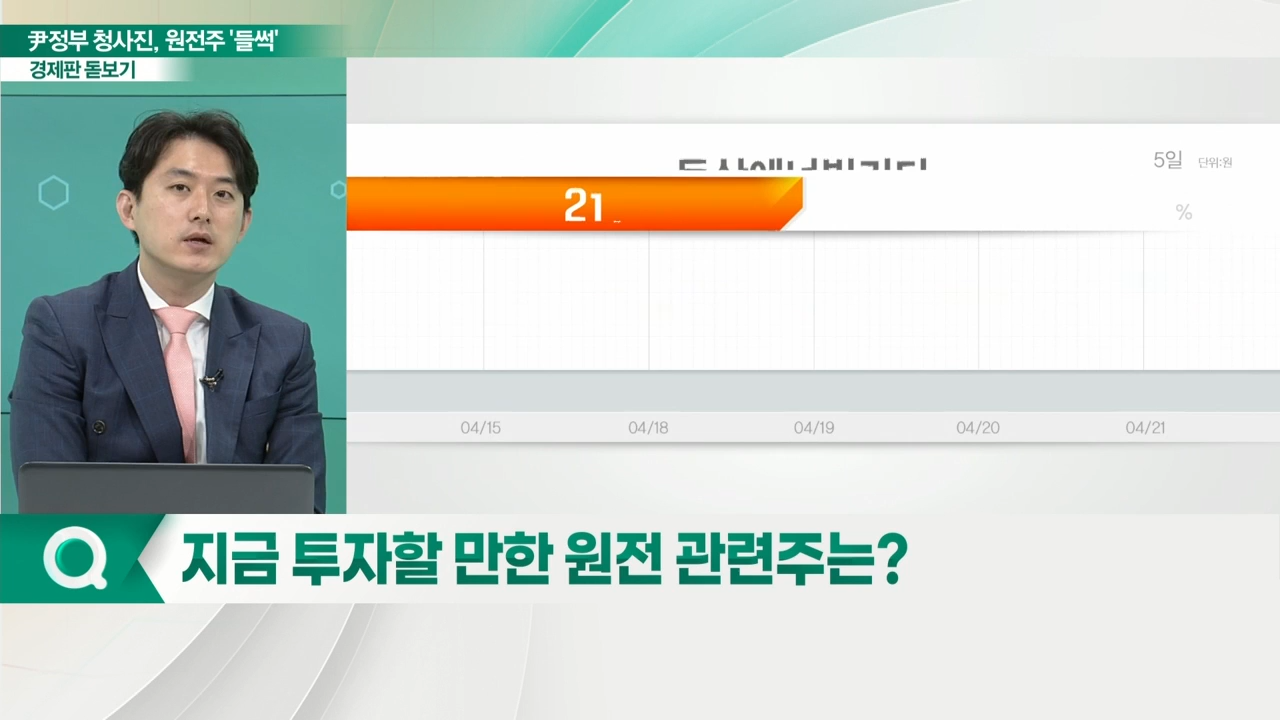 尹정부 청사진, 원전주 '들썩'
경제판 돋보기
5일 단위:원
21
%
04/15 04/18 04/19 04/20 04/21
Q
지금 투자할 만한 원전 관련주는?